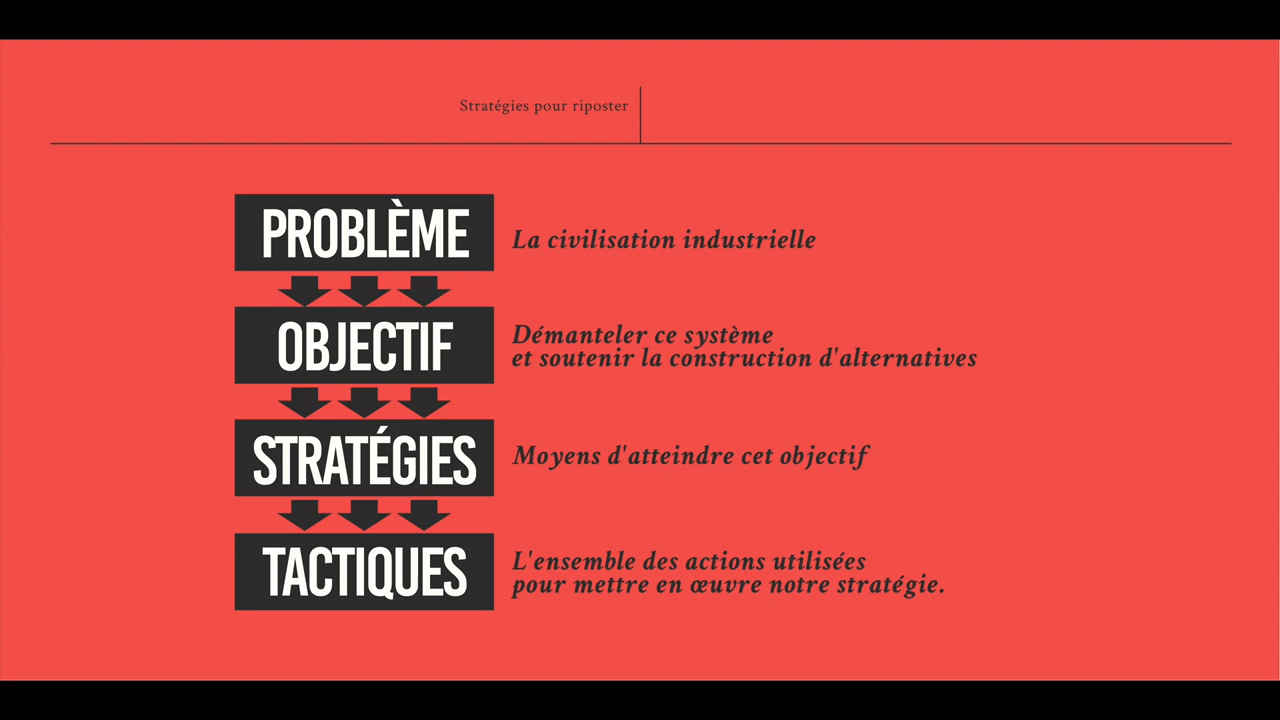 Stratégies pour riposter
PROBLÈME
La civilisation industrielle
OBJECTIF
Démanteler ce système
et soutenir la construction d'alternatives
STRATÉGIES
Moyens d'atteindre cet objectif
TACTIQUES
L'ensemble des actions utilisées
pour mettre en œuvre notre stratégie.